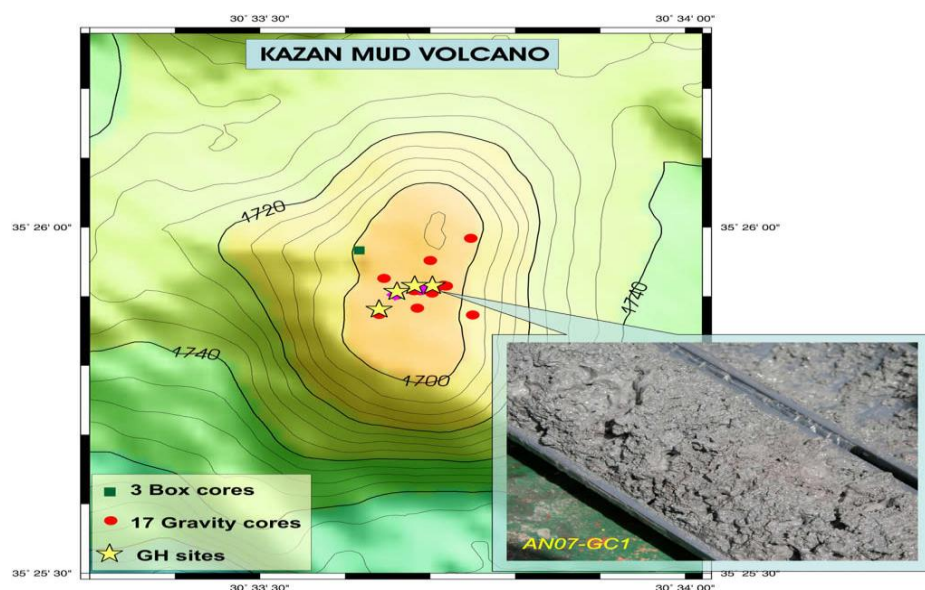 30° 33' 30"
30° 34' 00"
KAZAN MUD VOLCANO
1720
35° 26' 00"
35° 26' 00"
1740
1740
1700
3 Box cores
17 Gravity cores
GH sites
AN07-GC1
35° 25' 30"
35° 25' 30"
30° 33' 30"
30° 34' 00"